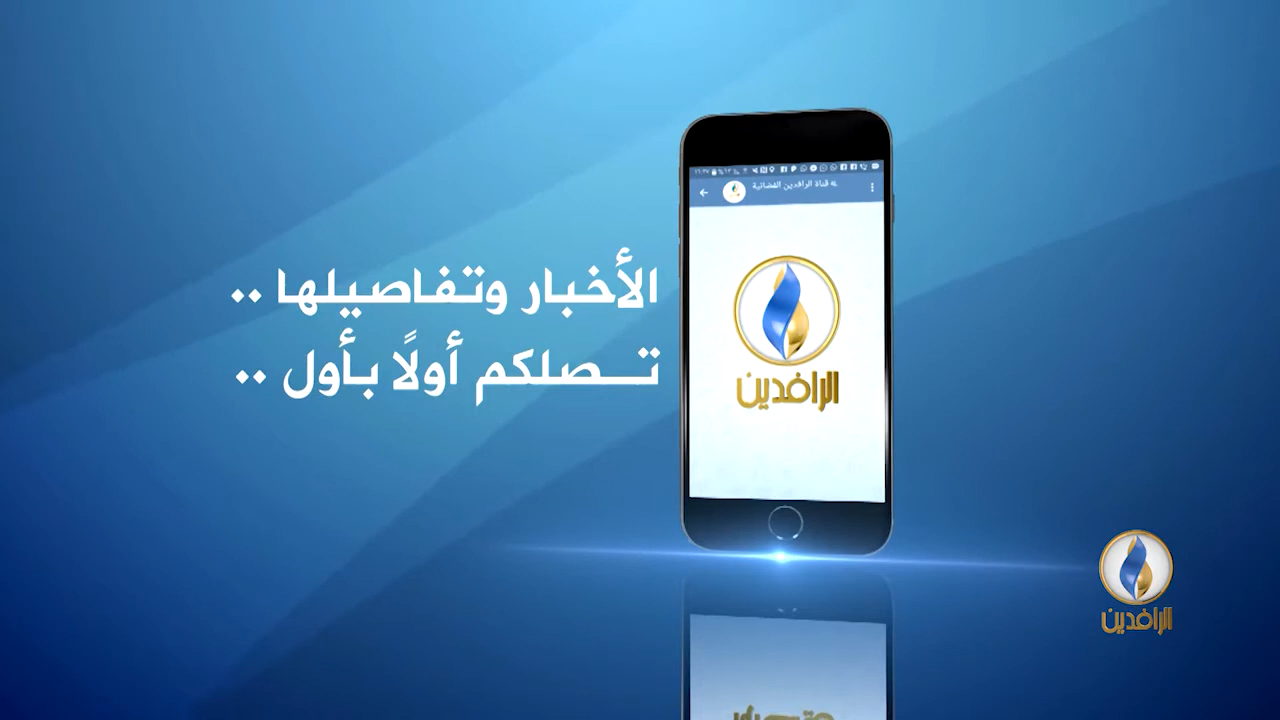 الأخبار وتفاصيلها ..
تـــصلكم أولًا بأول ..
قناة الرافدين الفضائية
الرافدين
الرافدين